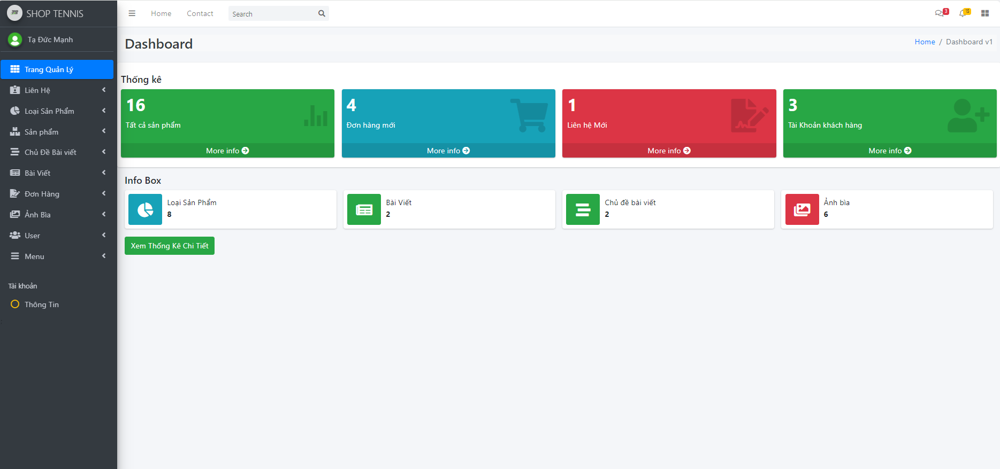 SHOP TENNIS
Home
Contact
Search
3
15
Tạ Đức Mạnh
Dashboard
Home / Dashboard v1
Trang Quản Lý
Liên Hệ
Loại Sản Phẩm
Sản phẩm
Chủ Đề Bài viết
Bài Viết
Đơn Hàng
Ảnh Bìa
User
Menu
Tài khoản
Thông Tin
Thống kê
16
Tất cả sản phẩm
More info
4
Đơn hàng mới
More info
1
Liên hệ Mới
More info
3
Tài Khoản khách hàng
More info
Info Box
Loại Sản Phẩm
8
Bài Viết
2
Chủ đề bài viết
2
Ảnh bìa
6
Xem Thống Kê Chi Tiết